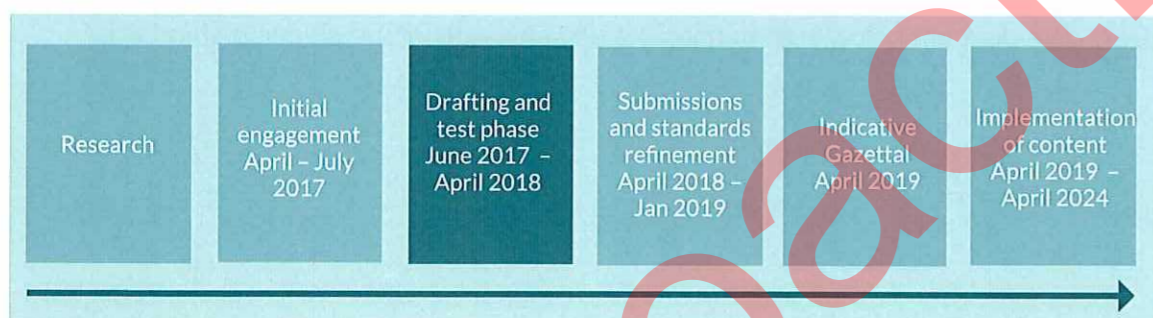 Research
Initial
engagement
April – July
2017
Drafting and
test phase
June 2017 –
April 2018
Submissions
and standards
refinement
April 2018 –
Jan 2019
Indicative
Gazettal
April 2019
Implementation
of content
April 2019 –
April 2024